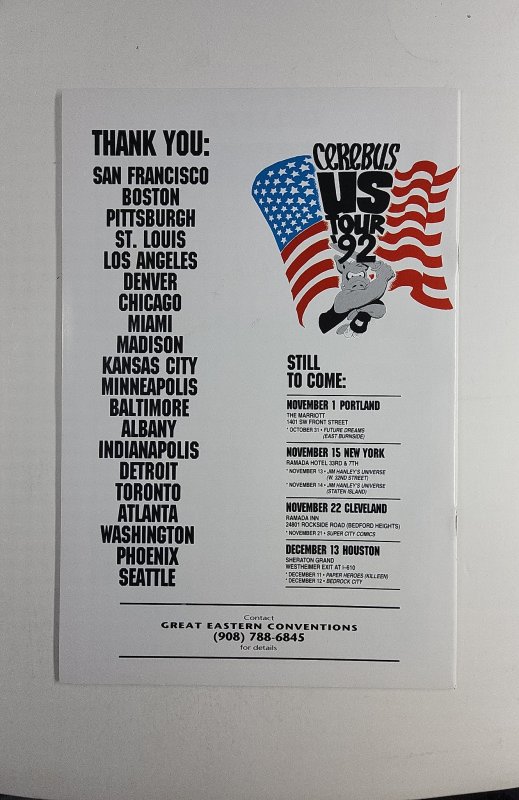 THANK YOU:
SAN FRANCISCO
BOSTON
PITTSBURGH
ST. LOUIS
LOS ANGELES
DENVER
CHICAGO
MIAMI
MADISON
KANSAS CITY
MINNEAPOLIS
BALTIMORE
ALBANY
INDIANAPOLIS
DETROIT
TORONTO
ATLANTA
WASHINGTON
PHOENIX
SEATTLE
CEREBUS
US
TOUR
'92
STILL
TO COME:
NOVEMBER 1 PORTLAND
THE MARRIOTT
1401 SW FRONT STREET
* OCTOBER 31 • FUTURE DREAMS
(EAST BURNSIDE)
NOVEMBER 15 NEW YORK
RAMADA HOTEL 33RD & 7TH
* NOVEMBER 13 • JIM HANLEY'S UNIVERSE
(W. 32ND STREET)
* NOVEMBER 14 • JIM HANLEY'S UNIVERSE
(STATEN ISLAND)
NOVEMBER 22 CLEVELAND
RAMADA INN
24801 ROCKSIDE ROAD (BEDFORD HEIGHTS)
* NOVEMBER 21 • SUPER CITY COMICS
DECEMBER 13 HOUSTON
SHERATON GRAND
WESTHEIMER EXIT AT I-610
* DECEMBER 11 • PAPER HEROES (KILLEEN)
* DECEMBER 12 • BEDROCK CITY
Contact
GREAT EASTERN CONVENTIONS
(908) 788-6845
for details